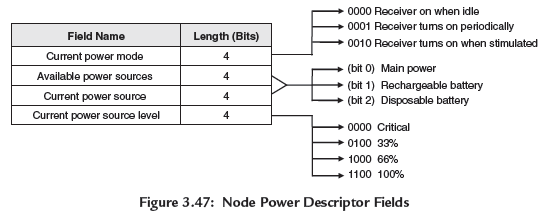 Field Name Length (Bits)
Current power mode 4
Available power sources 4
Current power source 4
Current power source level 4
0000 Receiver on when idle
0001 Receiver turns on periodically
0010 Receiver turns on when stimulated
(bit 0) Main power
(bit 1) Rechargeable battery
(bit 2) Disposable battery
0000 Critical
0100 33%
1000 66%
1100 100%
Figure 3.47: Node Power Descriptor Fields